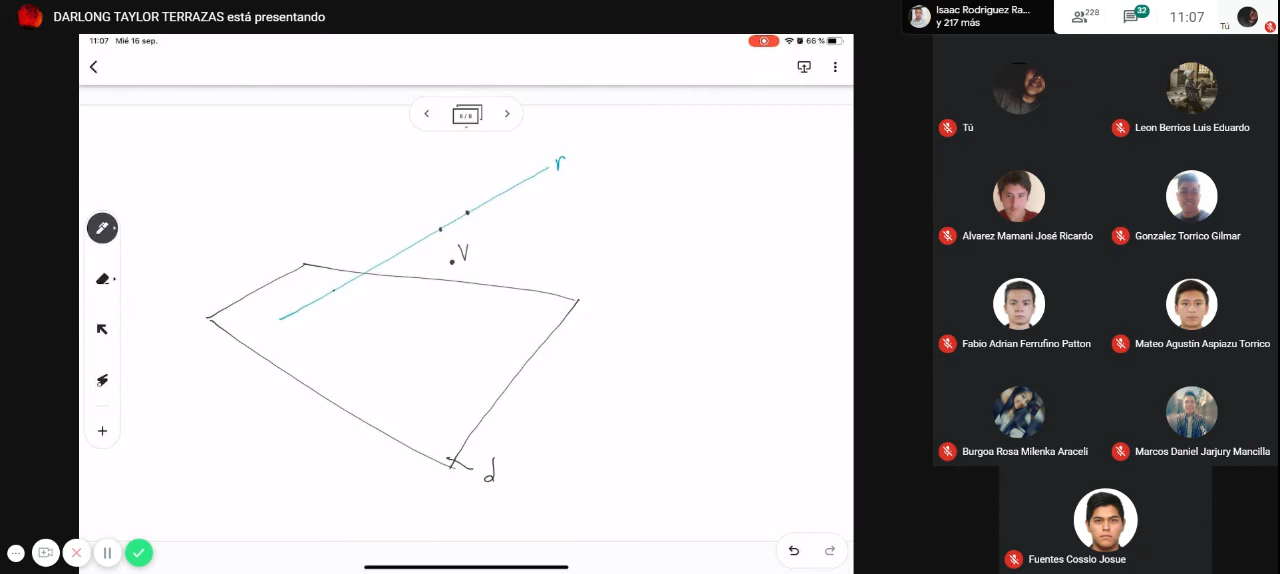 DARLONG TAYLOR TERRAZAS está presentando
Isaac Rodriguez Ra...
y 217 más
228
32
11:07
Tú
11:07 Mié 16 sep.
66 %
8 / 8
r
V
d
Tú
Leon Berrios Luis Eduardo
Alvarez Mamani José Ricardo
Gonzalez Torrico Gilmar
Fabio Adrian Ferrufino Patton
Mateo Agustín Aspiazu Torrico
Burgoa Rosa Milenka Araceli
Marcos Daniel Jarjury Mancilla
Fuentes Cossio Josue